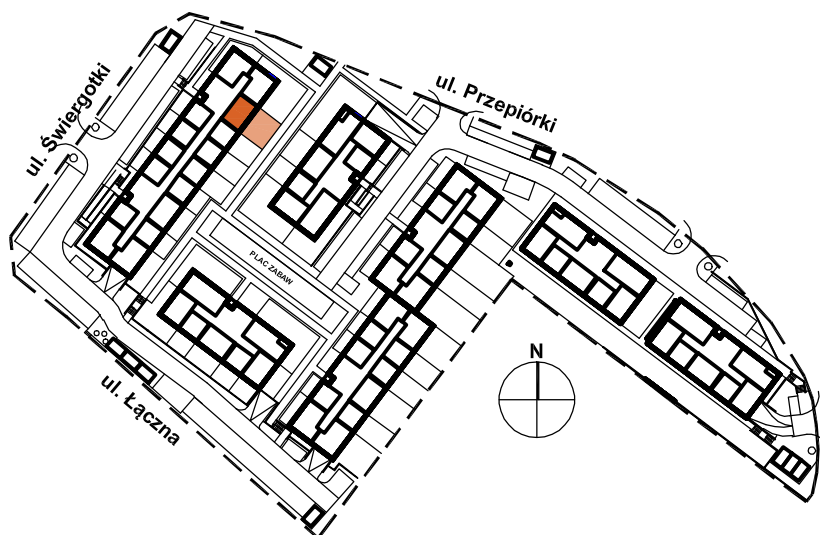 ul. Przepiórki
ul. Świergotki
PLAC ZABAW
N
ul. Łączna